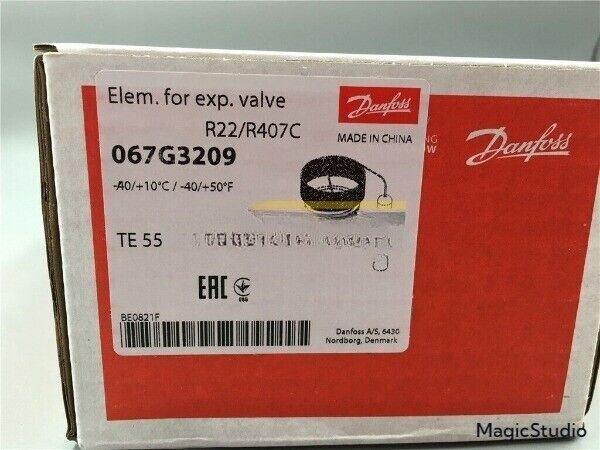 Elem. for exp. valve
R22/R407C
067G3209
-40/+10°C / -40/+50°F
Danfoss
MADE IN CHINA
TE 55
EAC
BE0821F
Danfoss A/S, 6430
Nordborg, Denmark
Danfoss
MagicStudio